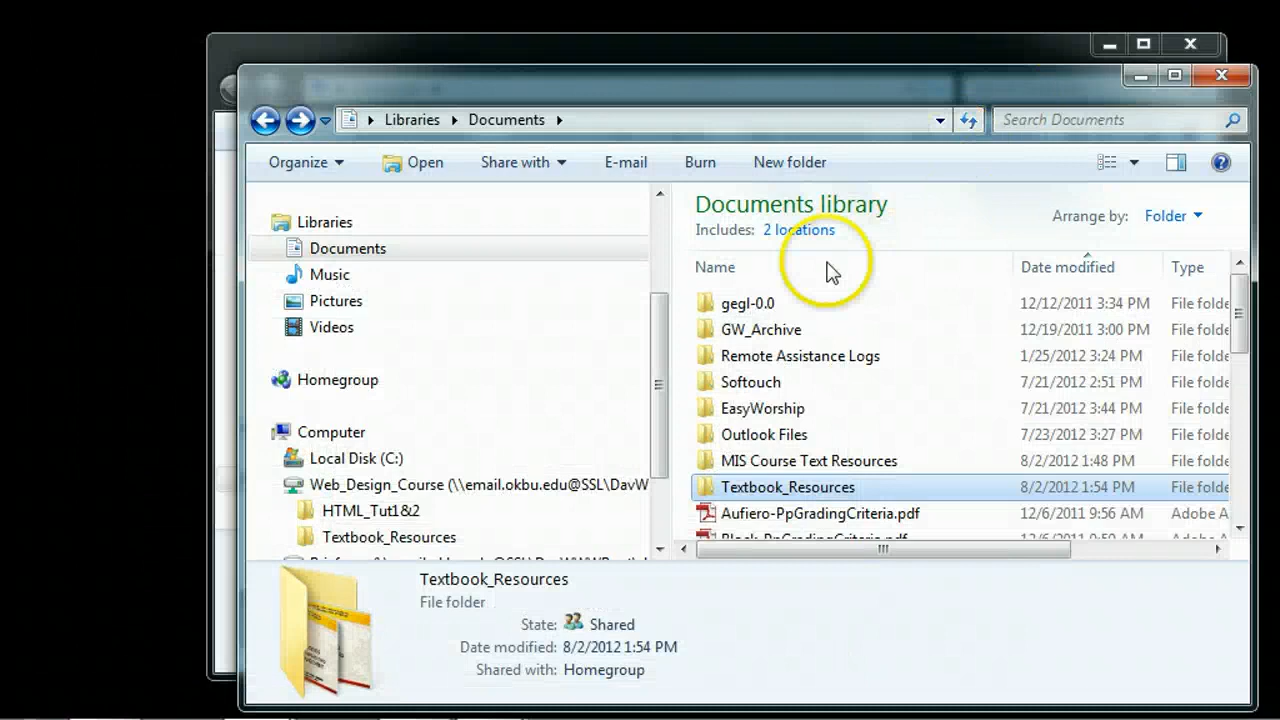 Libraries
Documents
Search Documents
Organize
Open
Share with
E-mail
Burn
New folder
Libraries
Documents
Music
Pictures
Videos
Homegroup
Computer
Local Disk (C:)
Web_Design_Course (\\email.okbu.edu@SSL\DavW
HTML_Tut1&2
Textbook_Resources
Documents library
Includes: 2 locations
Arrange by: Folder
Name Date modified Type
gegl-0.0 12/12/2011 3:34 PM File folde
GW_Archive 12/19/2011 3:00 PM File folde
Remote Assistance Logs 1/25/2012 3:24 PM File folde
Softouch 7/21/2012 2:51 PM File folde
EasyWorship 7/21/2012 3:44 PM File folde
Outlook Files 7/23/2012 3:27 PM File folde
MIS Course Text Resources 8/2/2012 1:48 PM File folde
Textbook_Resources 8/2/2012 1:54 PM File folde
Aufiero-PpGradingCriteria.pdf 12/6/2011 9:56 AM Adobe A
Textbook_Resources
File folder
State: Shared
Date modified: 8/2/2012 1:54 PM
Shared with: Homegroup